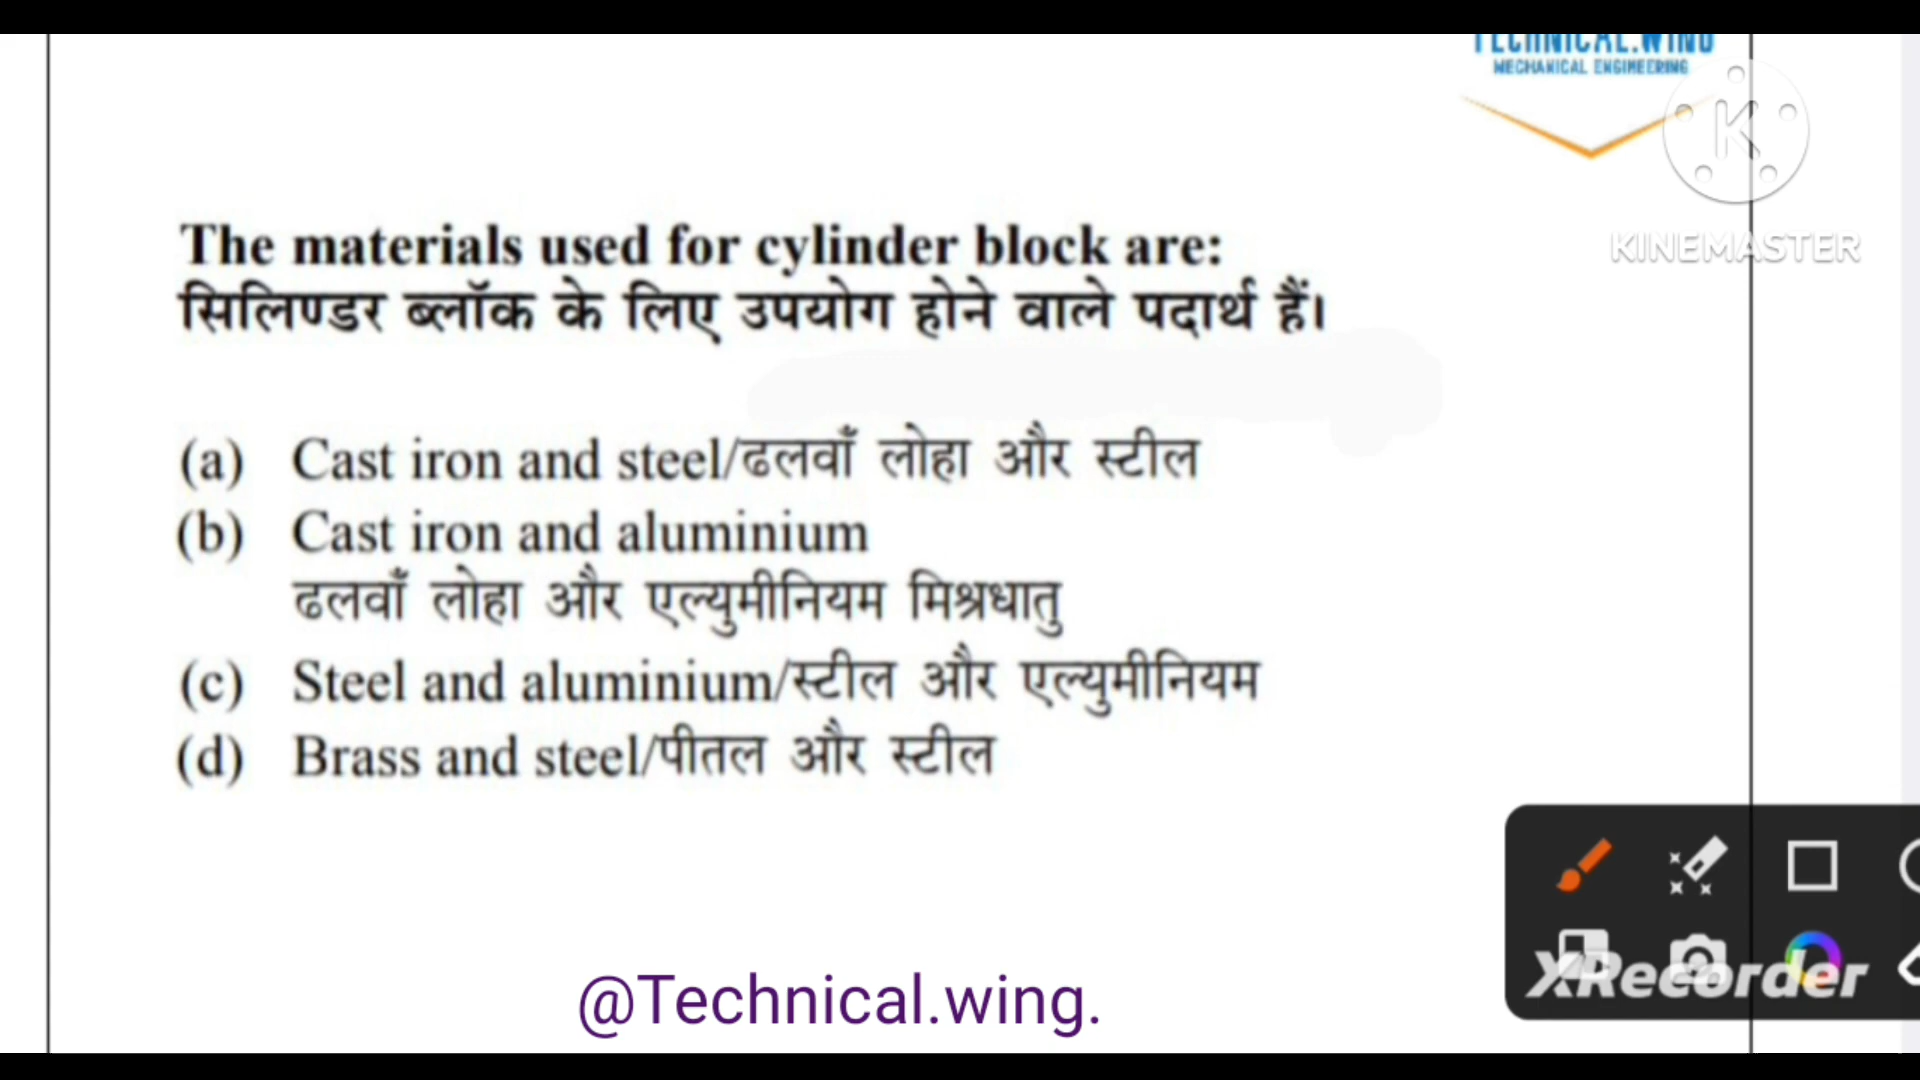 TECHNICAL.WING
MECHANICAL ENGINEERING
KINEMASTER
The materials used for cylinder block are:
सिलिण्डर ब्लॉक के लिए उपयोग होने वाले पदार्थ हैं।
(a) Cast iron and steel/ढलवाँ लोहा और स्टील
(b) Cast iron and aluminium
ढलवाँ लोहा और एल्युमीनियम मिश्रधातु
(c) Steel and aluminium/स्टील और एल्युमीनियम
(d) Brass and steel/पीतल और स्टील
XRecorder
@Technical.wing.